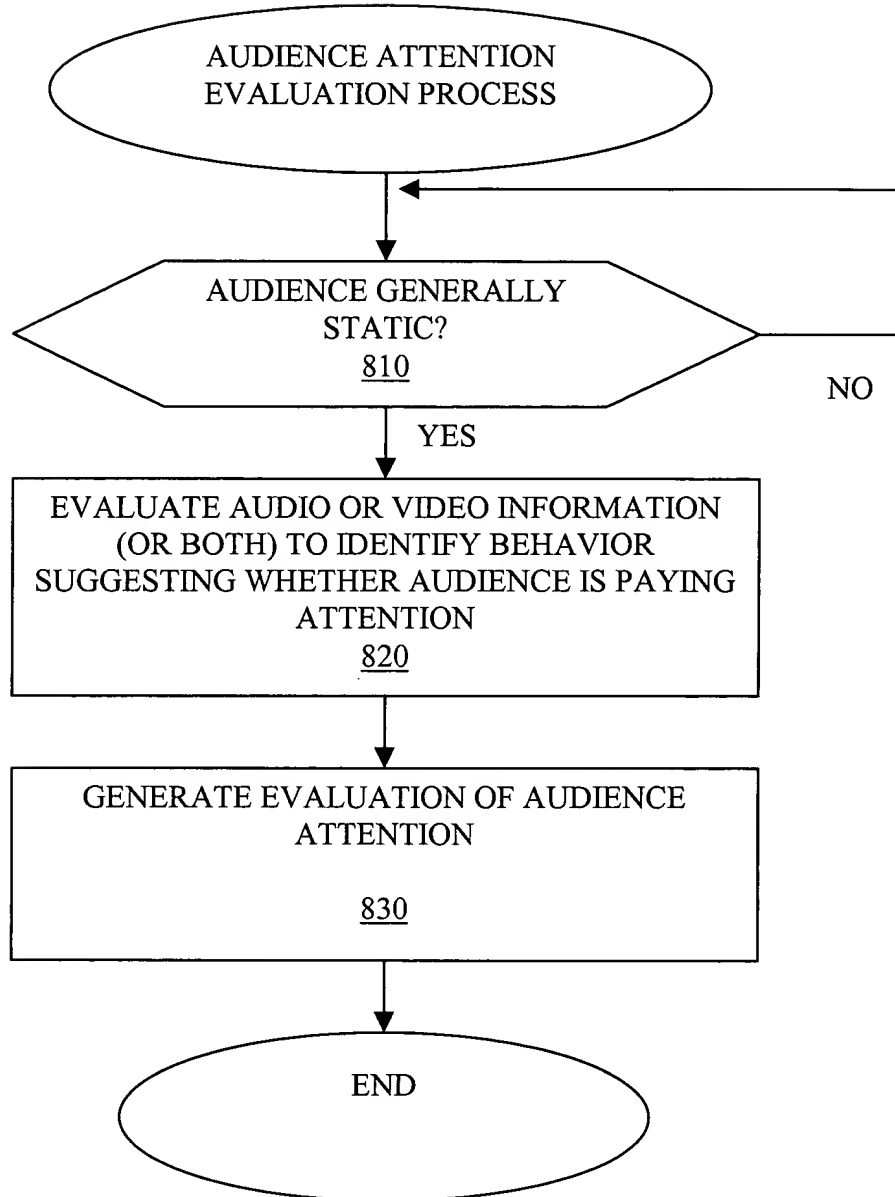 AUDIENCE ATTENTION
EVALUATION PROCESS
AUDIENCE GENERALLY
STATIC?
810
NO
YES
EVALUATE AUDIO OR VIDEO INFORMATION
(OR BOTH) TO IDENTIFY BEHAVIOR
SUGGESTING WHETHER AUDIENCE IS PAYING
ATTENTION
820
GENERATE EVALUATION OF AUDIENCE
ATTENTION
830
END